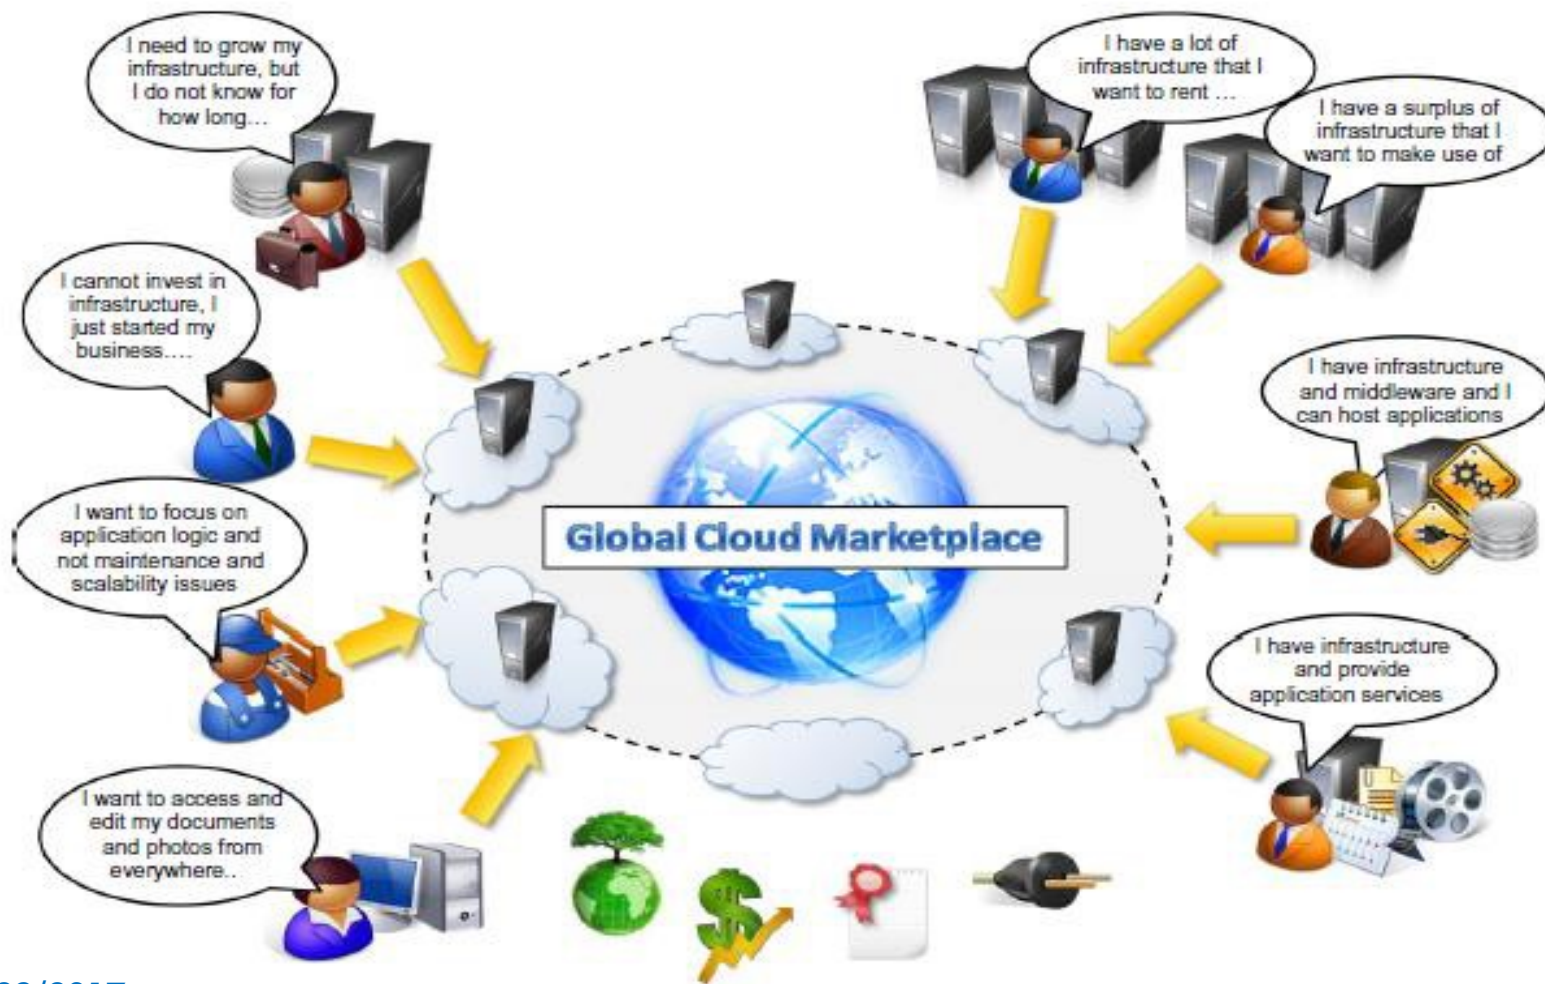 I need to grow my
infrastructure, but
I do not know for
how long...
I have a lot of
infrastructure that I
want to rent ...
I have a surplus of
infrastructure that I
want to make use of
I cannot invest in
infrastructure, I
just started my
business....
I have infrastructure
and middleware and I
can host applications
I want to focus on
application logic and
not maintenance and
scalability issues
Global Cloud Marketplace
I have infrastructure
and provide
application services
I want to access and
edit my documents
and photos from
everywhere..